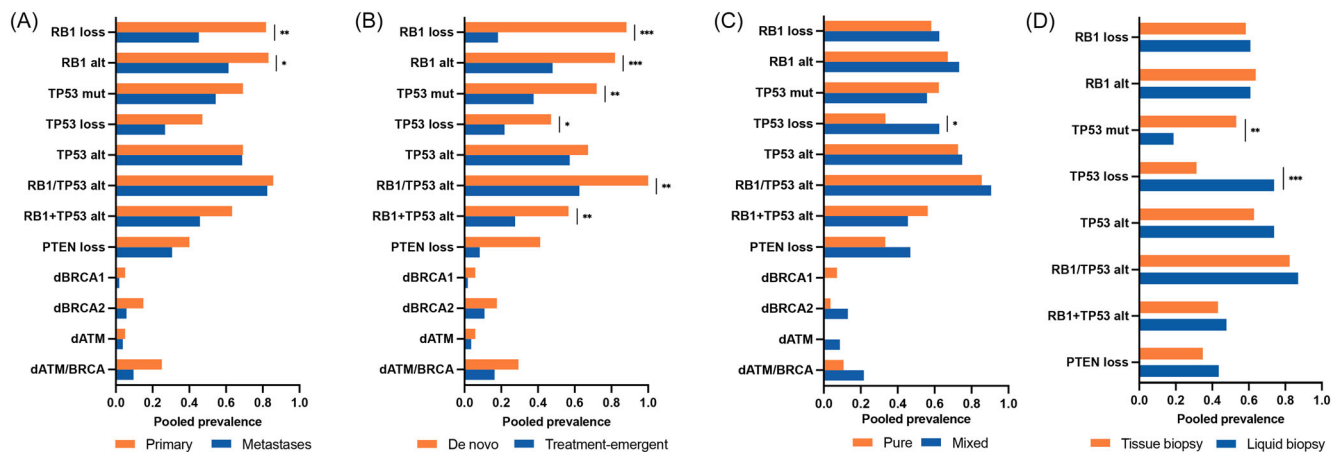 (A)
RB1 loss
**
RB1 alt
*
TP53 mut
TP53 loss
TP53 alt
RB1/TP53 alt
RB1+TP53 alt
PTEN loss
dBRCA1
dBRCA2
dATM
dATM/BRCA
0.0 0.2 0.4 0.6 0.8 1.0
Pooled prevalence
Primary Metastases
(B)
RB1 loss
***
RB1 alt
***
TP53 mut
**
TP53 loss
*
TP53 alt
RB1/TP53 alt
**
RB1+TP53 alt
**
PTEN loss
dBRCA1
dBRCA2
dATM
dATM/BRCA
0.0 0.2 0.4 0.6 0.8 1.0
Pooled prevalence
De novo Treatment-emergent
(C)
RB1 loss
RB1 alt
TP53 mut
TP53 loss
*
TP53 alt
RB1/TP53 alt
RB1+TP53 alt
PTEN loss
dBRCA1
dBRCA2
dATM
dATM/BRCA
0.0 0.2 0.4 0.6 0.8 1.0
Pooled prevalence
Pure Mixed
(D)
RB1 loss
RB1 alt
TP53 mut
**
TP53 loss
***
TP53 alt
RB1/TP53 alt
RB1+TP53 alt
PTEN loss
0.0 0.2 0.4 0.6 0.8 1.0
Pooled prevalence
Tissue biopsy Liquid biopsy